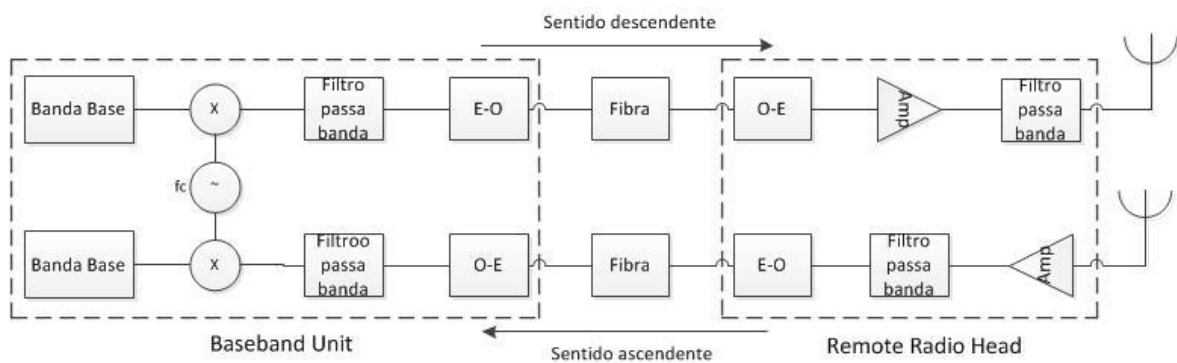 Sentido descendente
Banda Base
X
Filtro
passa
banda
E-O
Fibra
O-E
Amp
Filtro
passa
banda
fc
~
Banda Base
X
Filtroo
passa
banda
O-E
Fibra
E-O
Filtro
passa
banda
Amp
Baseband Unit
Sentido ascendente
Remote Radio Head